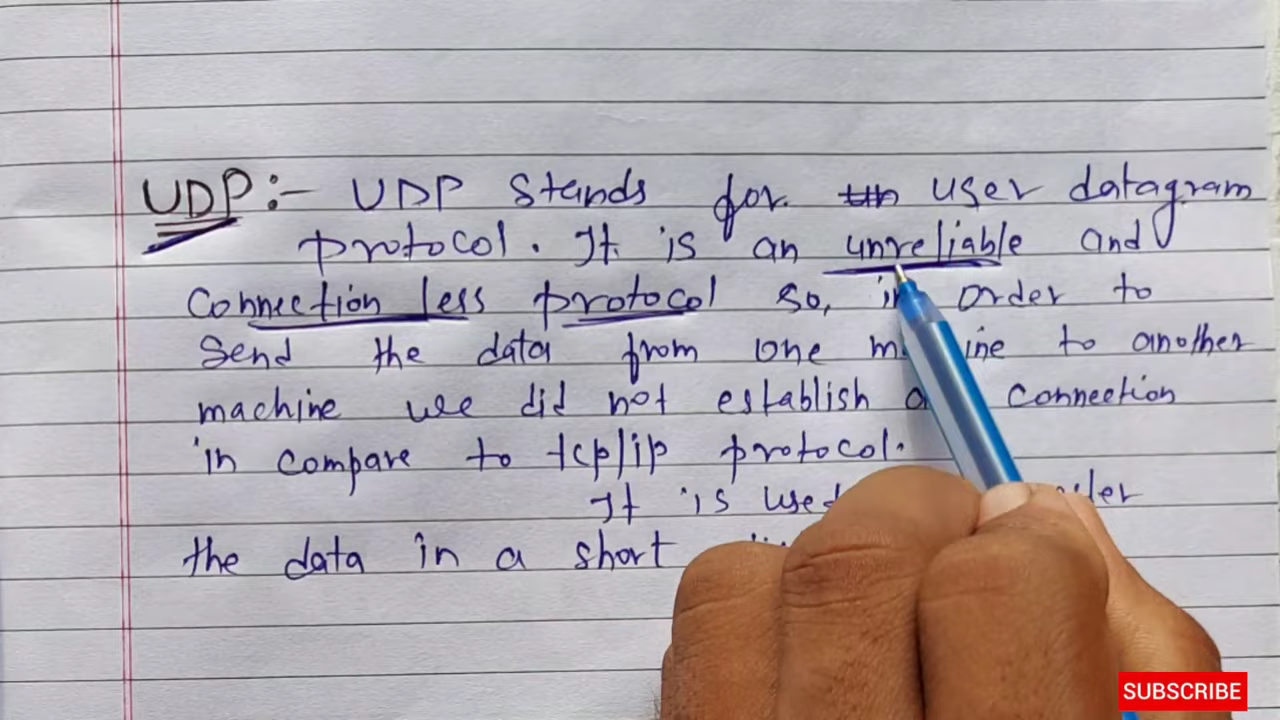 UDP:- UDP stands for user datagram
protocol. It is an unreliable and
Connection less protocol so, in order to
Send the data from one machine to another
machine we did not establish a connection
in compare to tcp/ip protocol.
It is used
the data in a short
SUBSCRIBE